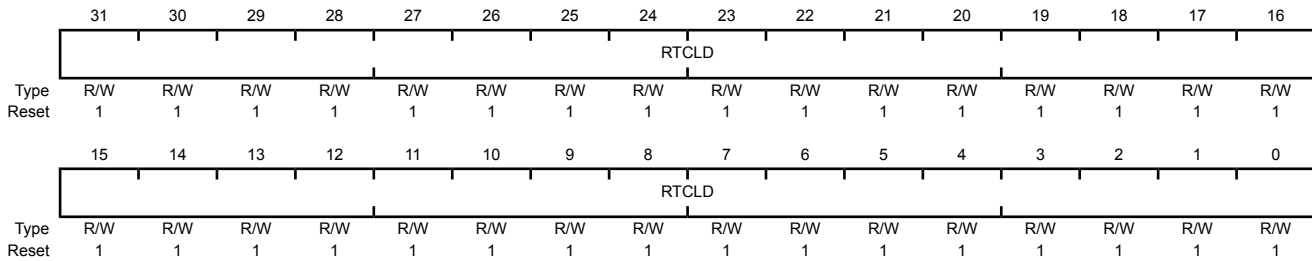 31 30 29 28 27 26 25 24 23 22 21 20 19 18 17 16
RTCLD
Type R/W R/W R/W R/W R/W R/W R/W R/W R/W R/W R/W R/W R/W R/W R/W R/W
Reset 1 1 1 1 1 1 1 1 1 1 1 1 1 1 1 1
15 14 13 12 11 10 9 8 7 6 5 4 3 2 1 0
RTCLD
Type R/W R/W R/W R/W R/W R/W R/W R/W R/W R/W R/W R/W R/W R/W R/W R/W
Reset 1 1 1 1 1 1 1 1 1 1 1 1 1 1 1 1